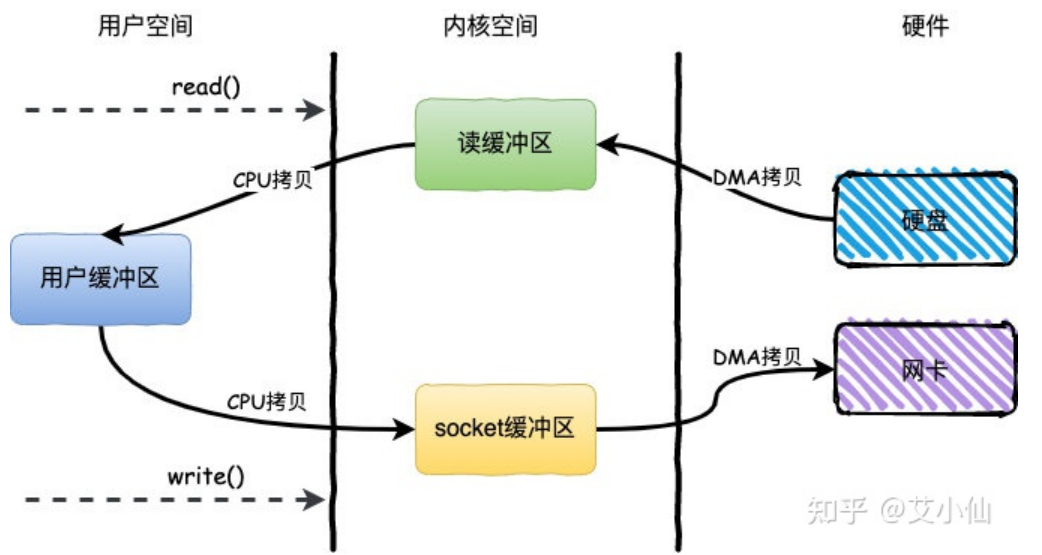 用户空间
内核空间
硬件
read()
读缓冲区
CPU拷贝
DMA拷贝
硬盘
用户缓冲区
DMA拷贝
网卡
CPU拷贝
socket缓冲区
write()
知乎 @艾小仙